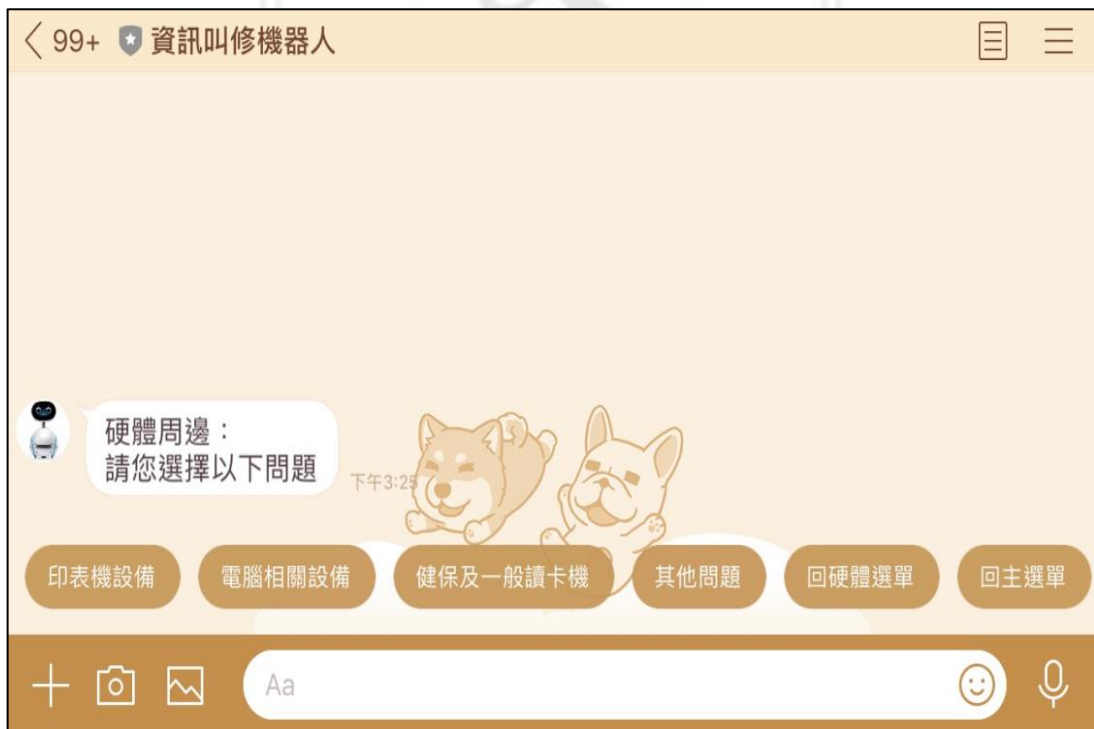 99+ 資訊叫修機器人
硬體周邊：
請您選擇以下問題
下午3:25
印表機設備 電腦相關設備 健保及一般讀卡機 其他問題 回硬體選單 回主選單
Aa